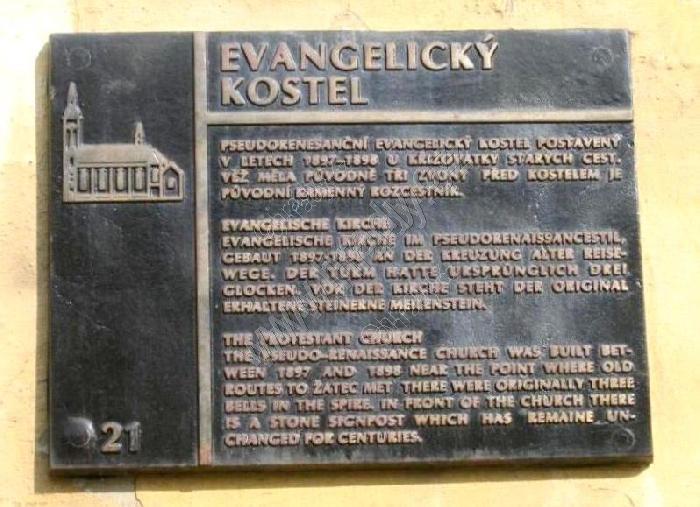 EVANGELICKÝ
KOSTEL
PSEUDORENESANČNÍ EVANGELICKÝ KOSTEL POSTAVENÝ
V LETECH 1897–1898 U KŘIŽOVATKY STARÝCH CEST.
VĚŽ MĚLA PŮVODNĚ TŘI ZVONY PŘED KOSTELEM JE
PŮVODNÍ KAMENNÝ ROZCESTNÍK.
EVANGELISCHE KIRCHE
EVANGELISCHE KIRCHE IM PSEUDORENAISSANCESTIL,
GEBAUT 1897-1898 AN DER KREUZUNG ALTER REISE-
WEGE. DER TURM HATTE URSPRÜNGLICH DREI
GLOCKEN. VOR DER KIRCHE STEHT DER ORIGINAL
ERHALTENE STEINERNE MEILENSTEIN.
THE PROTESTANT CHURCH
THE PSEUDO-RENAISSANCE CHURCH WAS BUILT BET-
WEEN 1897 AND 1898 NEAR THE POINT WHERE OLD
ROUTES TO ŽATEC MET THERE WERE ORIGINALLY THREE
BELLS IN THE SPIRE. IN FRONT OF THE CHURCH THERE
IS A STONE SIGNPOST WHICH HAS REMAINE UN-
CHANGED FOR CENTURIES.
21